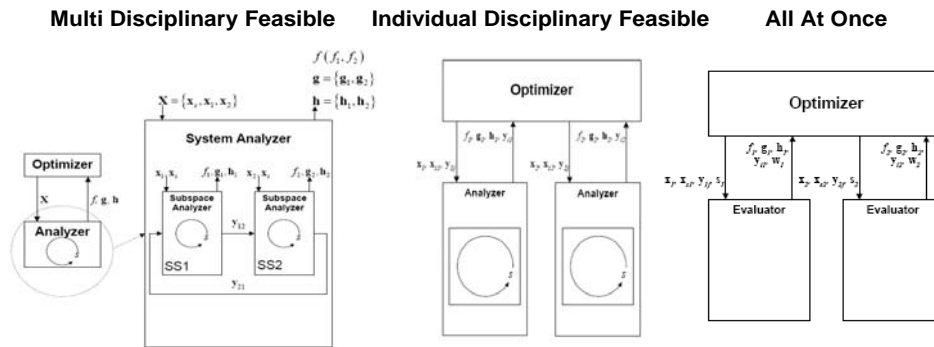 Multi Disciplinary Feasible
Individual Disciplinary Feasible
All At Once
f(f₁, f₂)
g = {g₁, g₂}
h = {h₁, h₂}
X = {xₛ, x₁, x₂}
System Analyzer
Optimizer
X
f, g, h
Analyzer
s
x₁ xₛ
f₁, g₁, h₁
x₂ xₛ
f₂, g₂, h₂
Subspace
Analyzer
s
SS1
y₁₂
Subspace
Analyzer
s
SS2
y₂₁
Optimizer
Analyzer
s
Analyzer
s
Optimizer
Evaluator
Evaluator